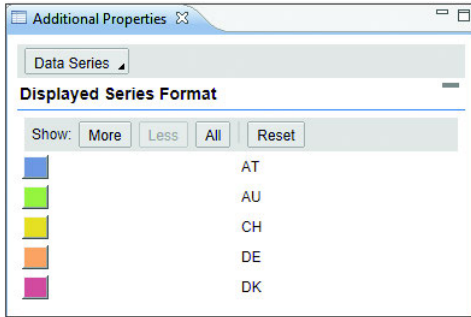 Additional Properties
Data Series
Displayed Series Format
Show: More Less All Reset
AT
AU
CH
DE
DK